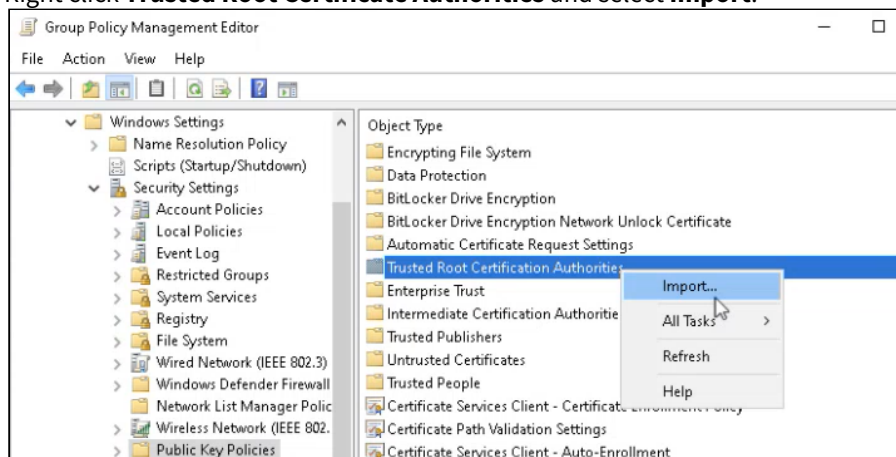 Right click Trusted Root Certificate Authorities and select Import.
Group Policy Management Editor
File Action View Help
Windows Settings
Name Resolution Policy
Scripts (Startup/Shutdown)
Security Settings
Account Policies
Local Policies
Event Log
Restricted Groups
System Services
Registry
File System
Wired Network (IEEE 802.3)
Windows Defender Firewall
Network List Manager Polic
Wireless Network (IEEE 802.
Public Key Policies
Object Type
Encrypting File System
Data Protection
BitLocker Drive Encryption
BitLocker Drive Encryption Network Unlock Certificate
Automatic Certificate Request Settings
Trusted Root Certification Authorities
Enterprise Trust
Intermediate Certification Authoritie
Trusted Publishers
Untrusted Certificates
Trusted People
Certificate Services Client - Certificate Enrollment Policy
Certificate Path Validation Settings
Certificate Services Client - Auto-Enrollment
Import...
All Tasks
Refresh
Help